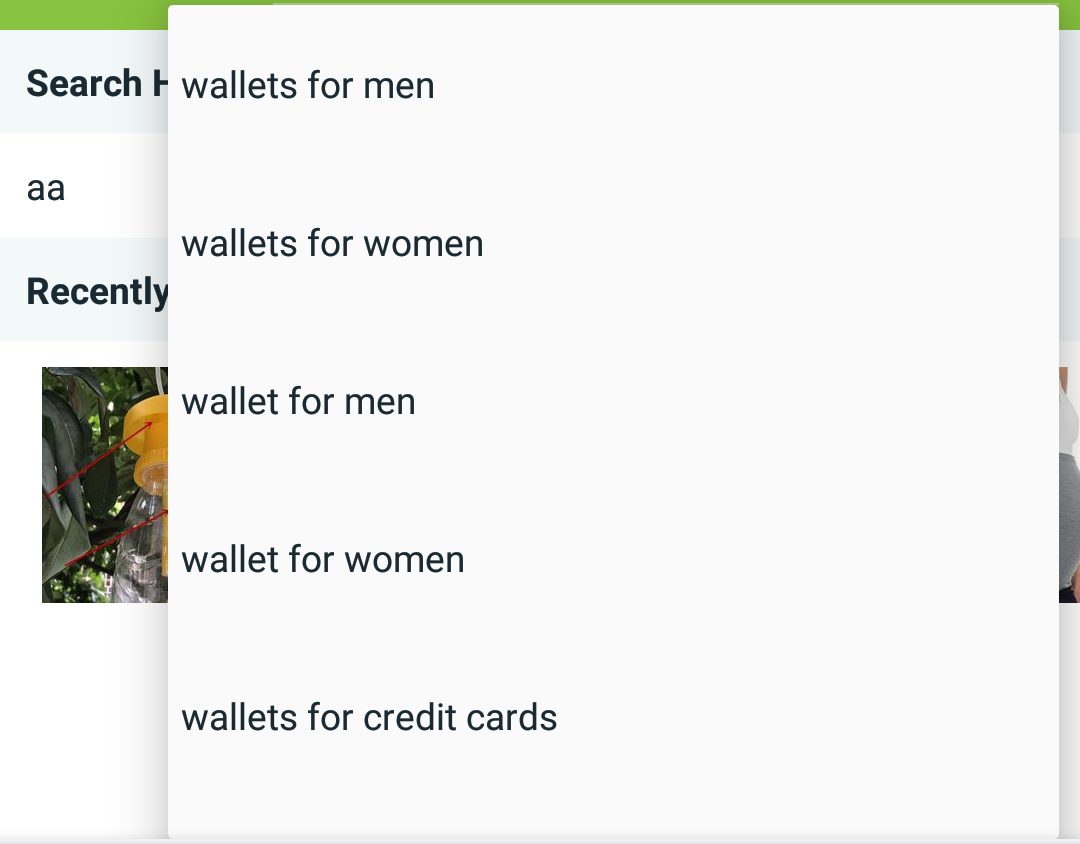 Search
wallets for men
aa
wallets for women
Recently
wallet for men
wallet for women
wallets for credit cards